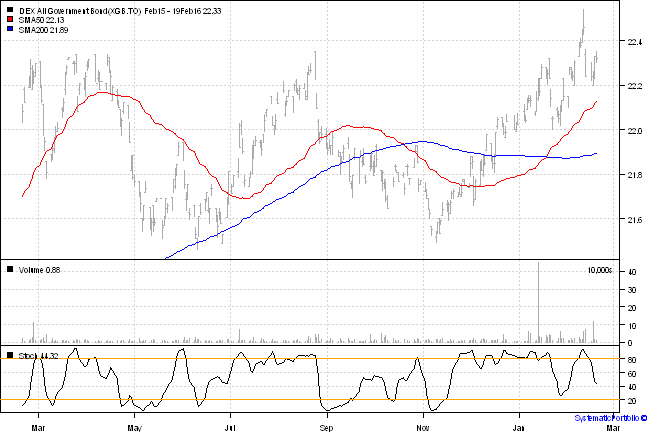 DEX All Government Bond(XGB.TO) Feb15 - 19Feb16 22.33
SMA50 22.13
SMA200 21.89
22.4
22.2
22.0
21.8
21.6
Volume 0.88
10,000s
40
30
20
10
0
Stoch 44.32
80
60
40
20
Mar May Jul Sep Nov Jan Mar
SystematicPortfolio ©